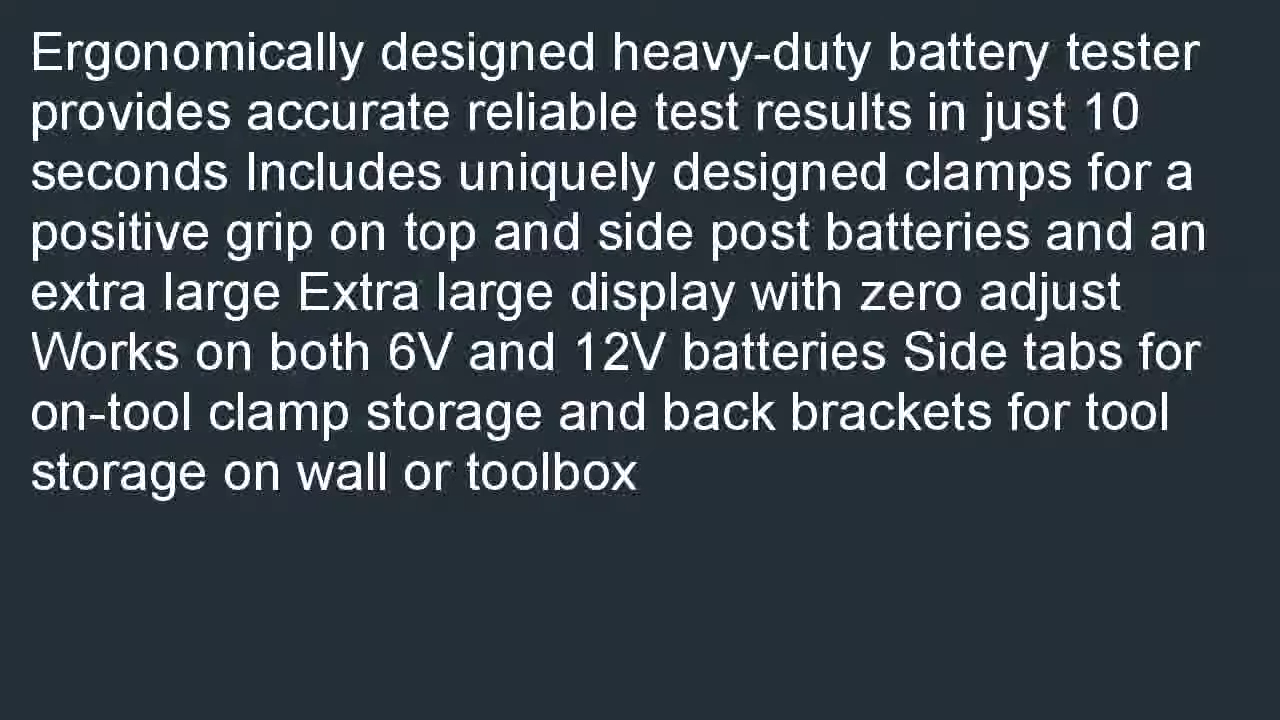 Ergonomically designed heavy-duty battery tester
provides accurate reliable test results in just 10
seconds Includes uniquely designed clamps for a
positive grip on top and side post batteries and an
extra large Extra large display with zero adjust
Works on both 6V and 12V batteries Side tabs for
on-tool clamp storage and back brackets for tool
storage on wall or toolbox